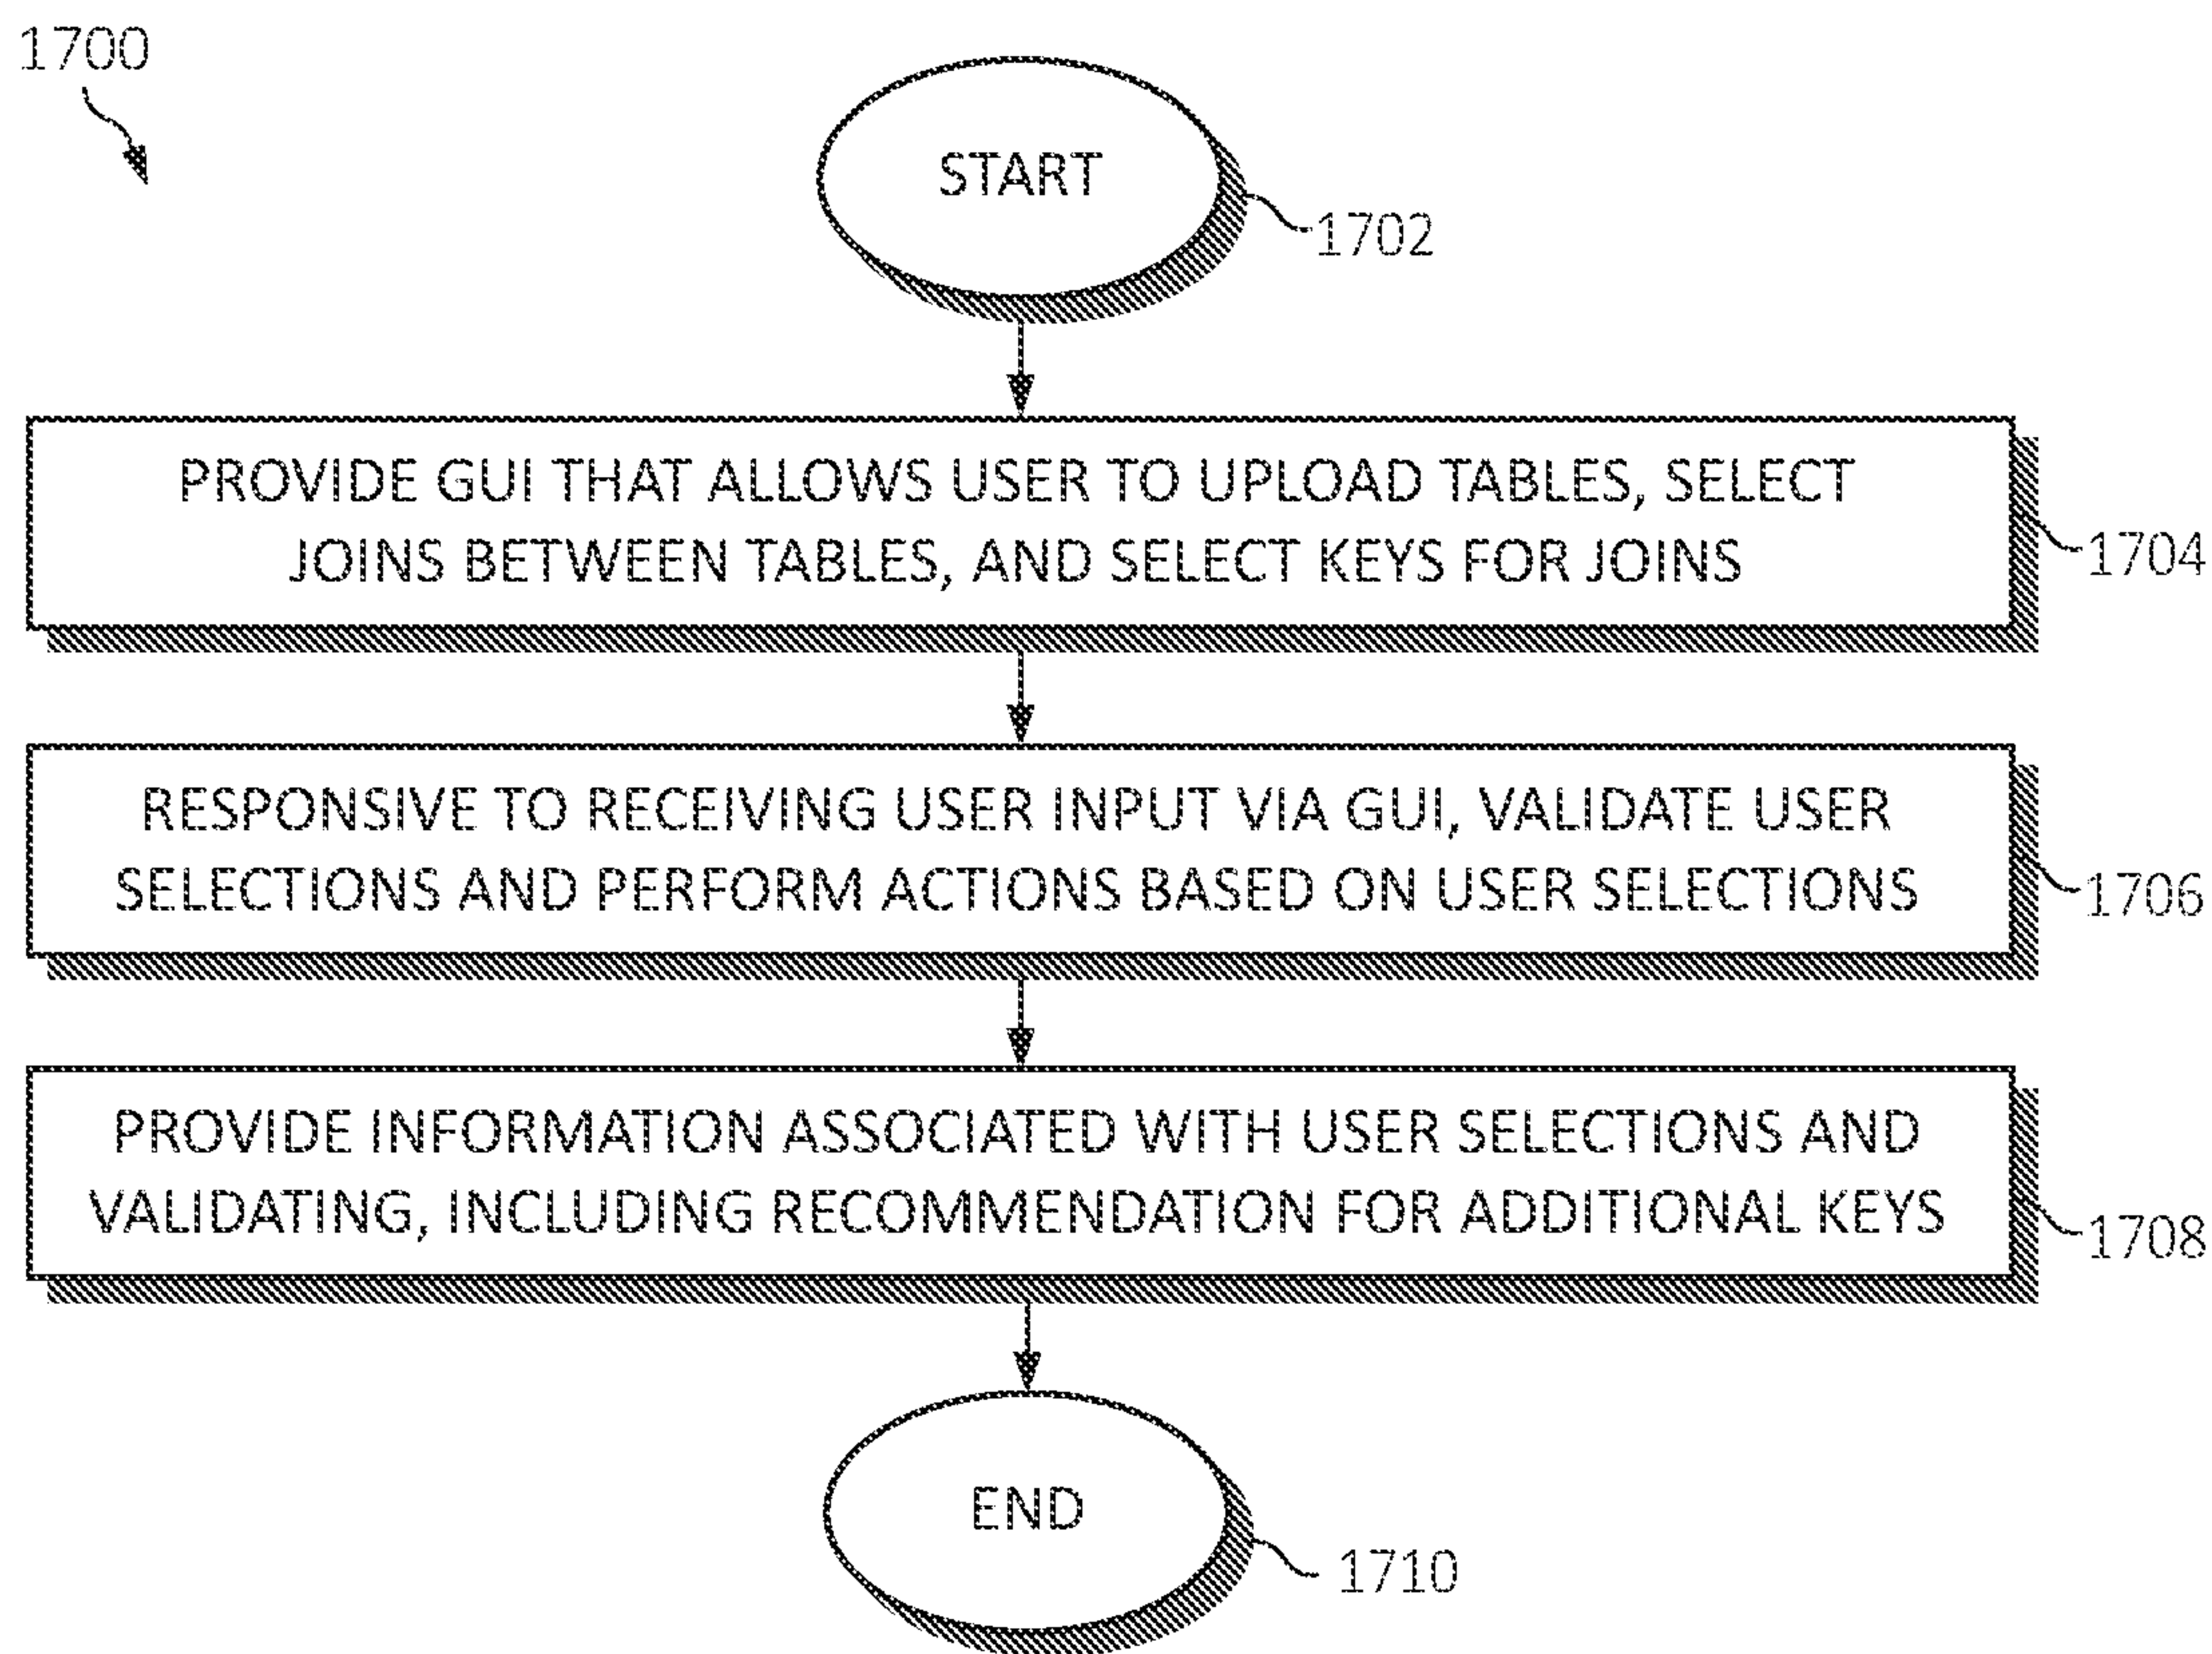 1700
START
1702
PROVIDE GUI THAT ALLOWS USER TO UPLOAD TABLES, SELECT
JOINS BETWEEN TABLES, AND SELECT KEYS FOR JOINS
1704
RESPONSIVE TO RECEIVING USER INPUT VIA GUI, VALIDATE USER
SELECTIONS AND PERFORM ACTIONS BASED ON USER SELECTIONS
1706
PROVIDE INFORMATION ASSOCIATED WITH USER SELECTIONS AND
VALIDATING, INCLUDING RECOMMENDATION FOR ADDITIONAL KEYS
1708
END
1710